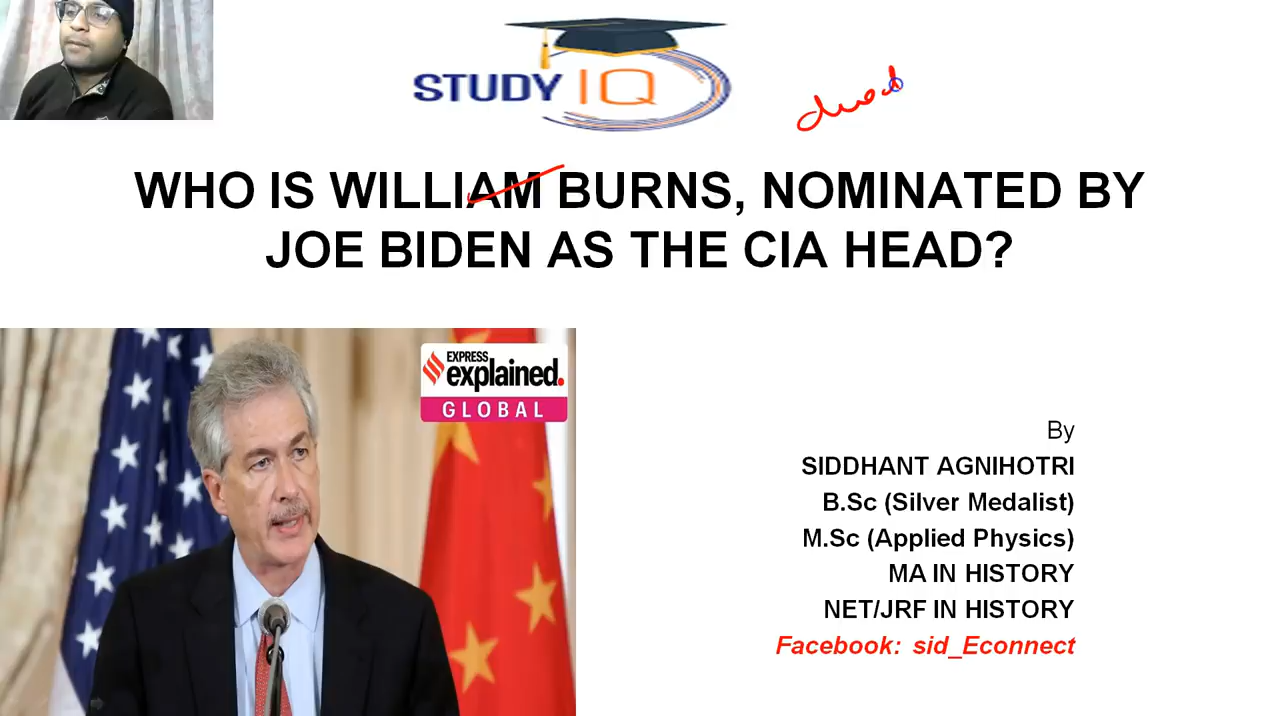 STUDY IQ
WHO IS WILLIAM BURNS, NOMINATED BY
JOE BIDEN AS THE CIA HEAD?
EXPRESS
explained.
GLOBAL
By
SIDDHANT AGNIHOTRI
B.Sc (Silver Medalist)
M.Sc (Applied Physics)
MA IN HISTORY
NET/JRF IN HISTORY
Facebook: sid_Econnect